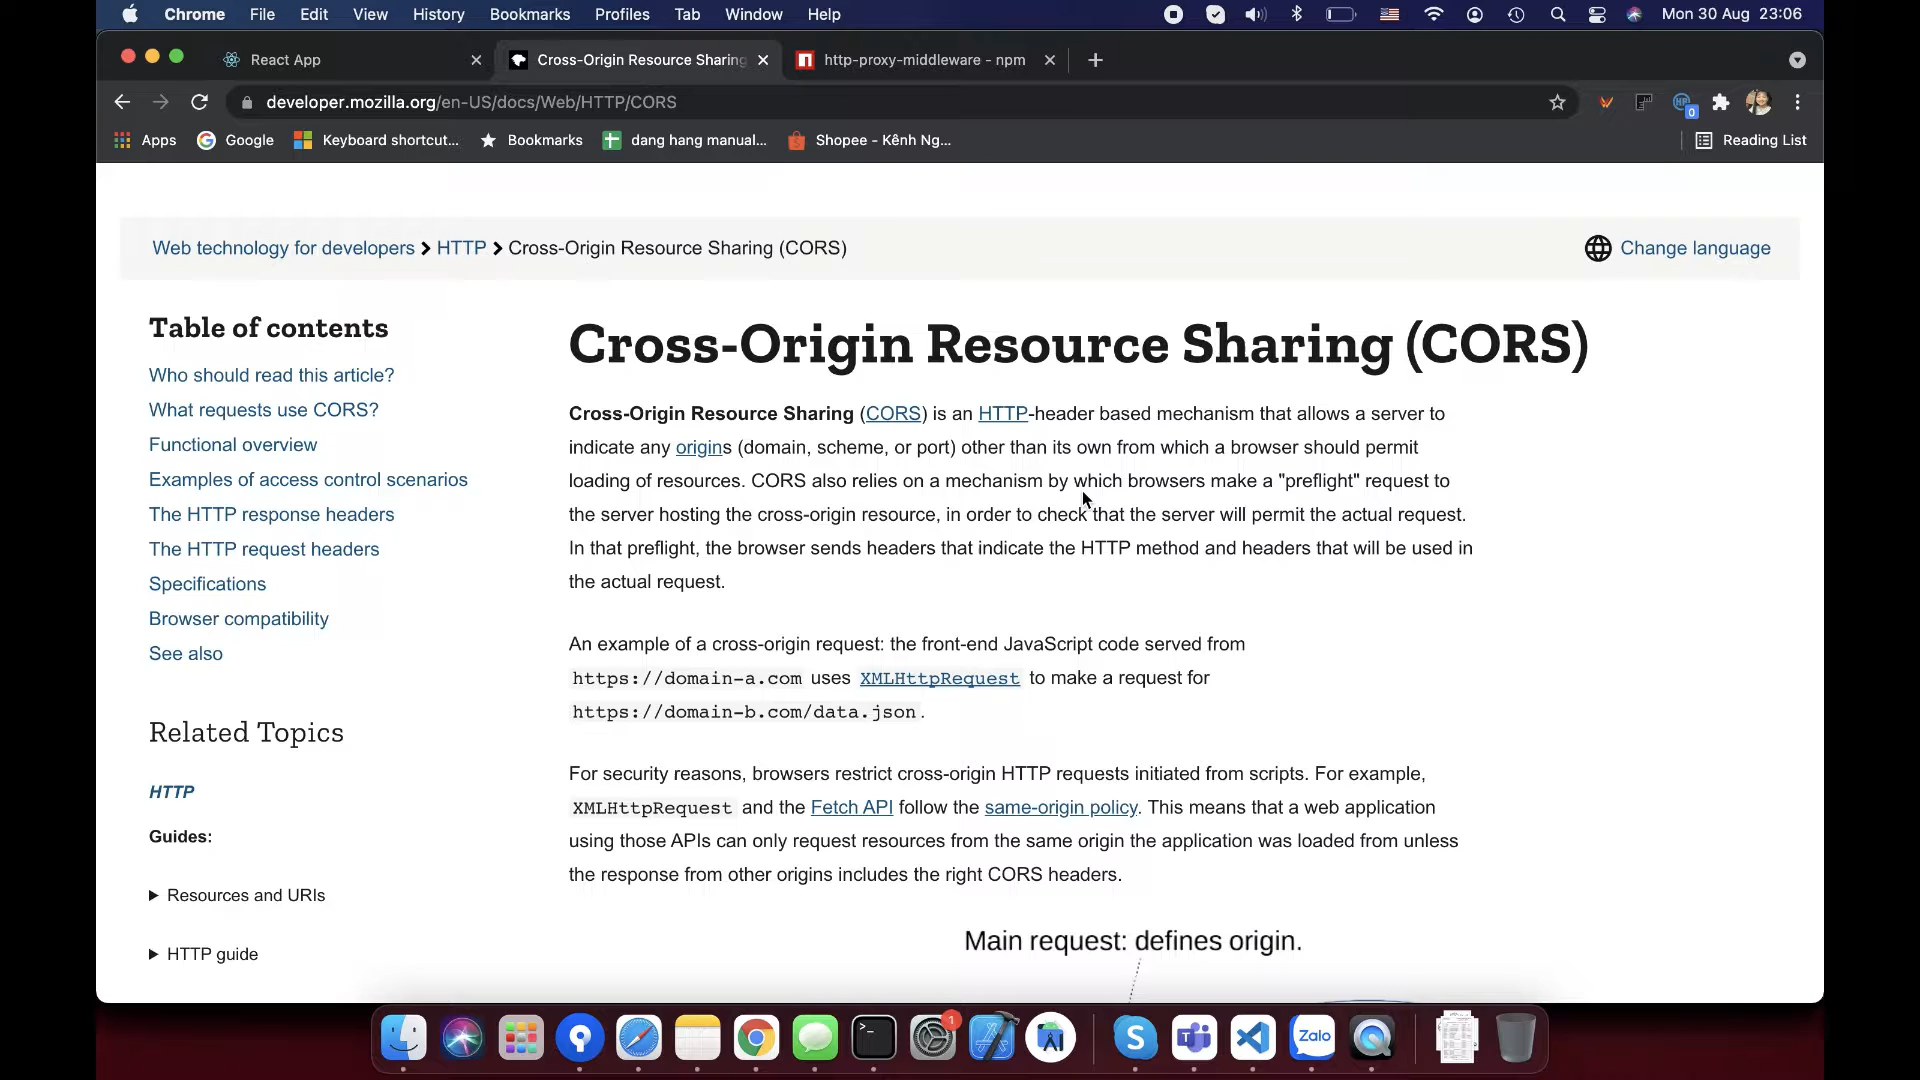 Chrome File Edit View History Bookmarks Profiles Tab Window Help Mon 30 Aug 23:06
React App Cross-Origin Resource Sharing http-proxy-middleware - npm
developer.mozilla.org/en-US/docs/Web/HTTP/CORS
0
Apps Google Keyboard shortcut... Bookmarks dang hang manual... Shopee - Kênh Ng... Reading List
Web technology for developers HTTP Cross-Origin Resource Sharing (CORS) Change language
Table of contents
Who should read this article?
What requests use CORS?
Functional overview
Examples of access control scenarios
The HTTP response headers
The HTTP request headers
Specifications
Browser compatibility
See also
Related Topics
HTTP
Guides:
Resources and URIs
HTTP guide
Cross-Origin Resource Sharing (CORS)
Cross-Origin Resource Sharing (CORS) is an HTTP-header based mechanism that allows a server to
indicate any origins (domain, scheme, or port) other than its own from which a browser should permit
loading of resources. CORS also relies on a mechanism by which browsers make a "preflight" request to
the server hosting the cross-origin resource, in order to check that the server will permit the actual request.
In that preflight, the browser sends headers that indicate the HTTP method and headers that will be used in
the actual request.
An example of a cross-origin request: the front-end JavaScript code served from
https://domain-a.com uses XMLHttpRequest to make a request for
https://domain-b.com/data.json.
For security reasons, browsers restrict cross-origin HTTP requests initiated from scripts. For example,
XMLHttpRequest and the Fetch API follow the same-origin policy. This means that a web application
using those APIs can only request resources from the same origin the application was loaded from unless
the response from other origins includes the right CORS headers.
Main request: defines origin.
1
Zalo